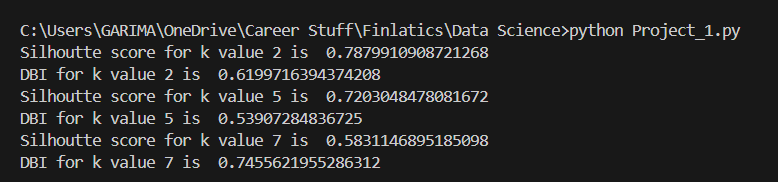 C:\Users\GARIMA\OneDrive\Career Stuff\Finlatics\Data Science>python Project_1.py
Silhoutte score for k value 2 is  0.7879910908721268
DBI for k value 2 is  0.6199716394374208
Silhoutte score for k value 5 is  0.7203048478081672
DBI for k value 5 is  0.53907284836725
Silhoutte score for k value 7 is  0.5831146895185098
DBI for k value 7 is  0.7455621955286312